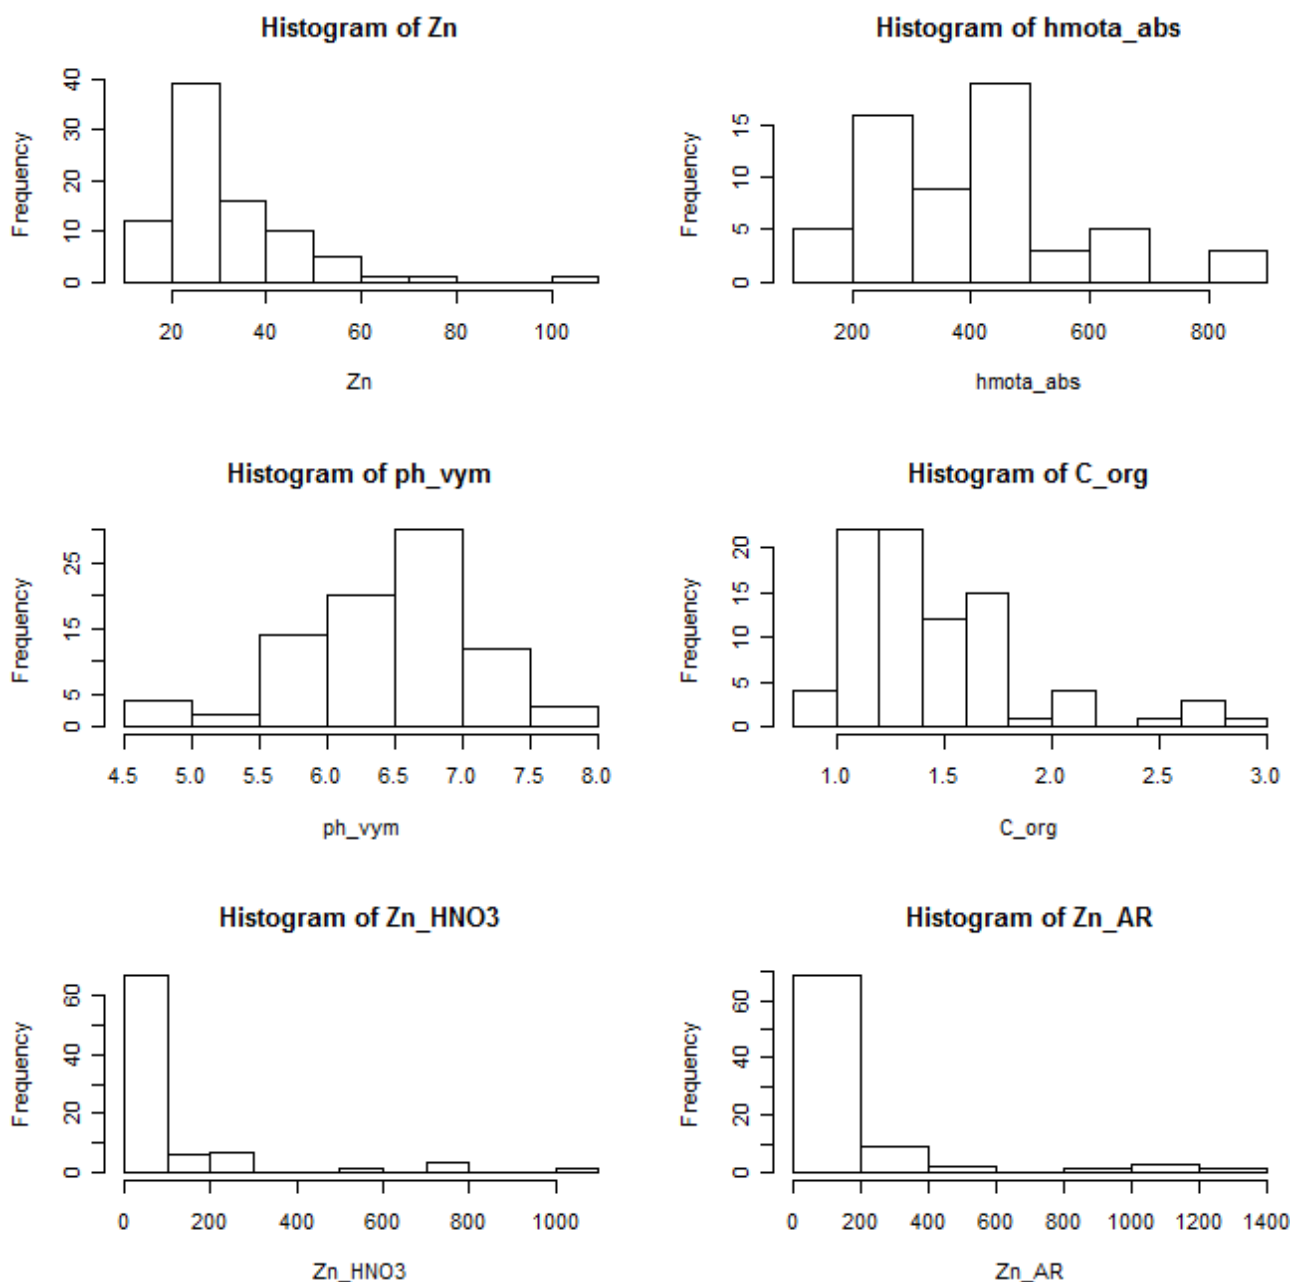 Histogram of Zn
Frequency
0 10 20 30 40
20 40 60 80 100
Zn
Histogram of hmota_abs
Frequency
0 5 10 15
200 400 600 800
hmota_abs
Histogram of ph_vym
Frequency
0 5 15 25
4.5 5.0 5.5 6.0 6.5 7.0 7.5 8.0
ph_vym
Histogram of C_org
Frequency
0 5 10 15 20
1.0 1.5 2.0 2.5 3.0
C_org
Histogram of Zn_HNO3
Frequency
0 20 40 60
0 200 400 600 800 1000
Zn_HNO3
Histogram of Zn_AR
Frequency
0 20 40 60
0 200 400 600 800 1000 1200 1400
Zn_AR